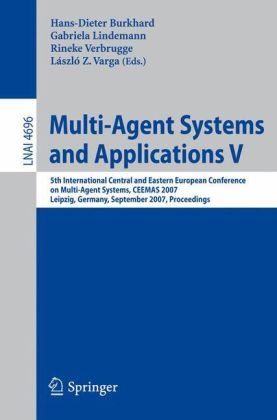 Hans-Dieter Burkhard
Gabriela Lindemann
Rineke Verbrugge
László Z. Varga (Eds.)
LNAI 4696
Multi-Agent Systems
and Applications V
5th International Central and Eastern European Conference
on Multi-Agent Systems, CEEMAS 2007
Leipzig, Germany, September 2007, Proceedings
Springer